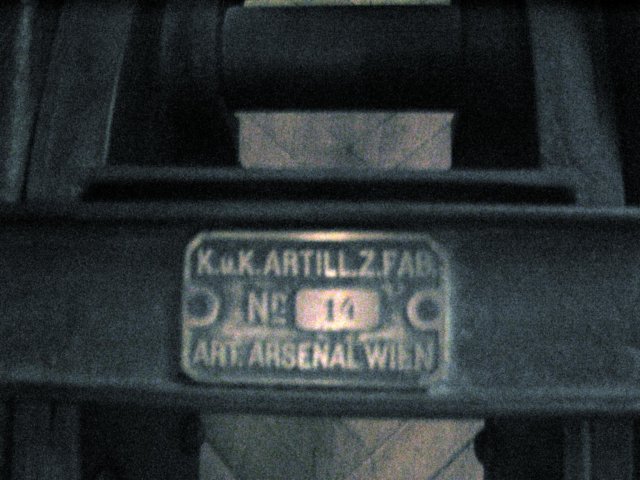 K.u.K.ARTILL.Z.FAB.
No 14
ART. ARSENAL WIEN